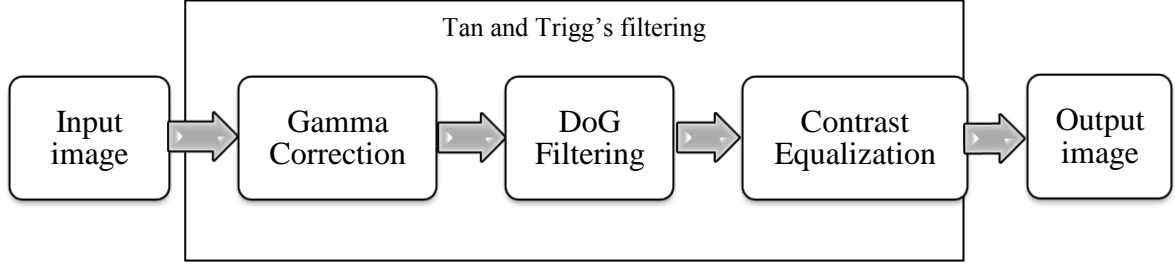 Tan and Trigg’s filtering
Input
image
Gamma
Correction
DoG
Filtering
Contrast
Equalization
Output
image